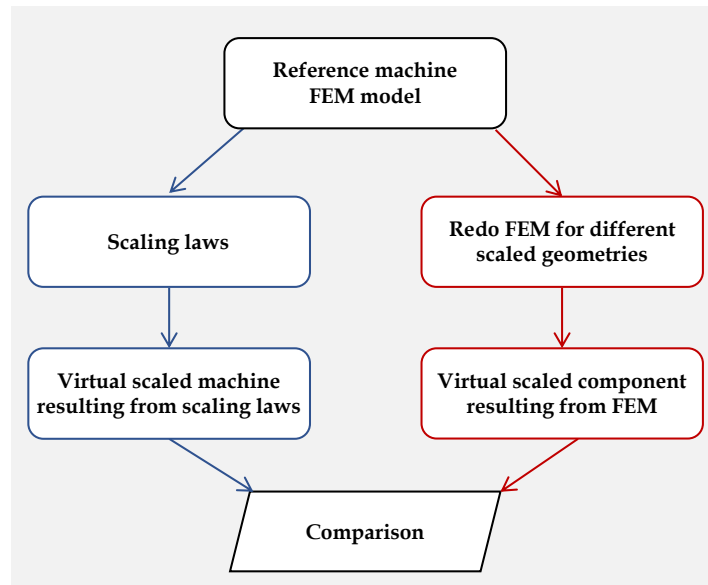 Reference machine
FEM model
Scaling laws
Redo FEM for different
scaled geometries
Virtual scaled machine
resulting from scaling laws
Virtual scaled component
resulting from FEM
Comparison